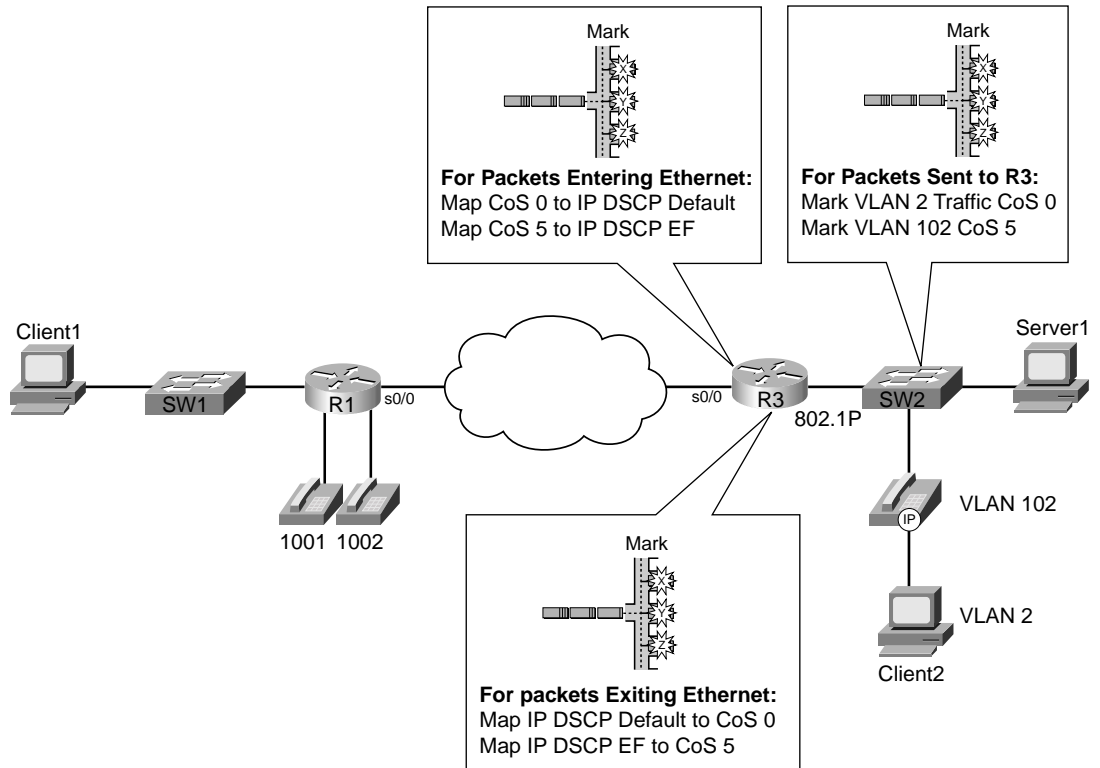 Mark
X
Y
Z
For Packets Entering Ethernet:
Map CoS 0 to IP DSCP Default
Map CoS 5 to IP DSCP EF
Mark
X
Y
Z
For Packets Sent to R3:
Mark VLAN 2 Traffic CoS 0
Mark VLAN 102 CoS 5
Client1
SW1
R1
s0/0
s0/0
R3
802.1P
SW2
Server1
1001
1002
IP
VLAN 102
VLAN 2
Client2
Mark
X
Y
Z
For packets Exiting Ethernet:
Map IP DSCP Default to CoS 0
Map IP DSCP EF to CoS 5